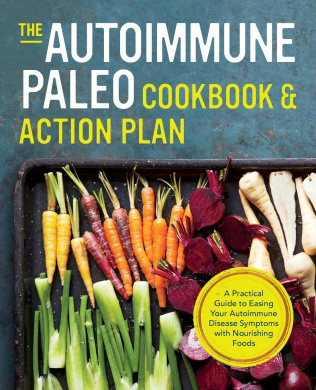 THE AUTOIMMUNE
PALEO COOKBOOK &
ACTION PLAN
A Practical
Guide to Easing
Your Autoimmune
Disease Symptoms
with Nourishing
Foods